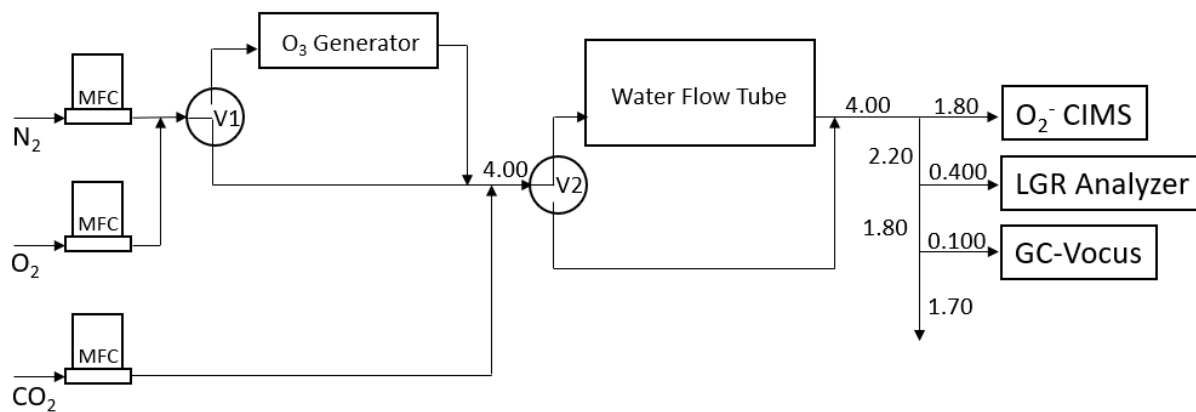 O₃ Generator
MFC
V1
N₂
Water Flow Tube
4.00
1.80
O₂⁻ CIMS
2.20
4.00
V2
0.400
LGR Analyzer
MFC
O₂
1.80
0.100
GC-Vocus
1.70
MFC
CO₂